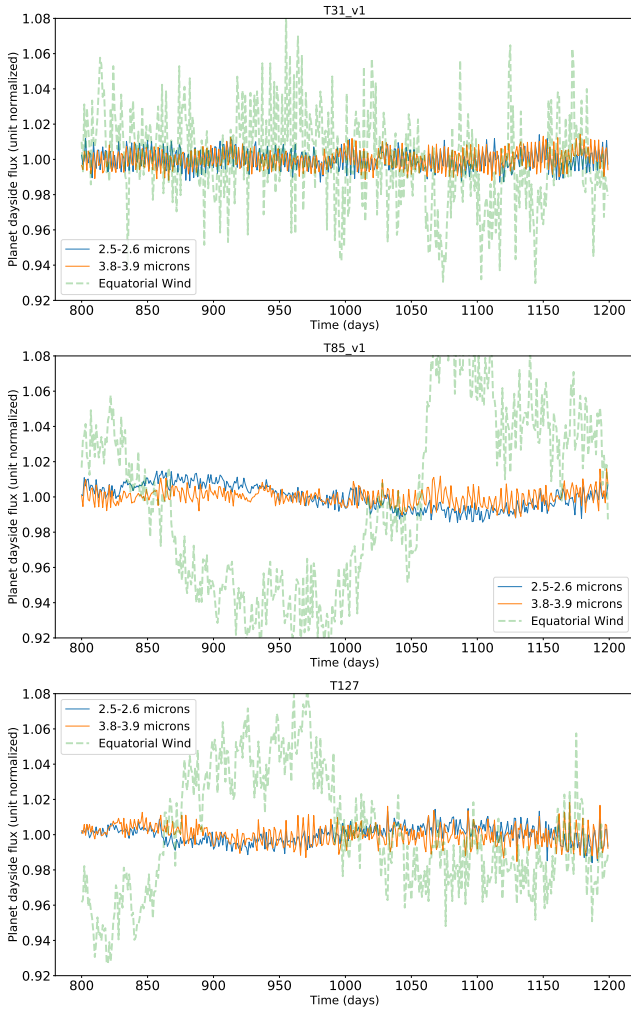 T31_v1
Planet dayside flux (unit normalized)
1.08
1.06
1.04
1.02
1.00
0.98
0.96
0.94
0.92
2.5-2.6 microns
3.8-3.9 microns
Equatorial Wind
800 850 900 950 1000 1050 1100 1150 1200
Time (days)
T85_v1
Planet dayside flux (unit normalized)
1.08
1.06
1.04
1.02
1.00
0.98
0.96
0.94
0.92
2.5-2.6 microns
3.8-3.9 microns
Equatorial Wind
800 850 900 950 1000 1050 1100 1150 1200
Time (days)
T127
Planet dayside flux (unit normalized)
1.08
1.06
1.04
1.02
1.00
0.98
0.96
0.94
0.92
2.5-2.6 microns
3.8-3.9 microns
Equatorial Wind
800 850 900 950 1000 1050 1100 1150 1200
Time (days)